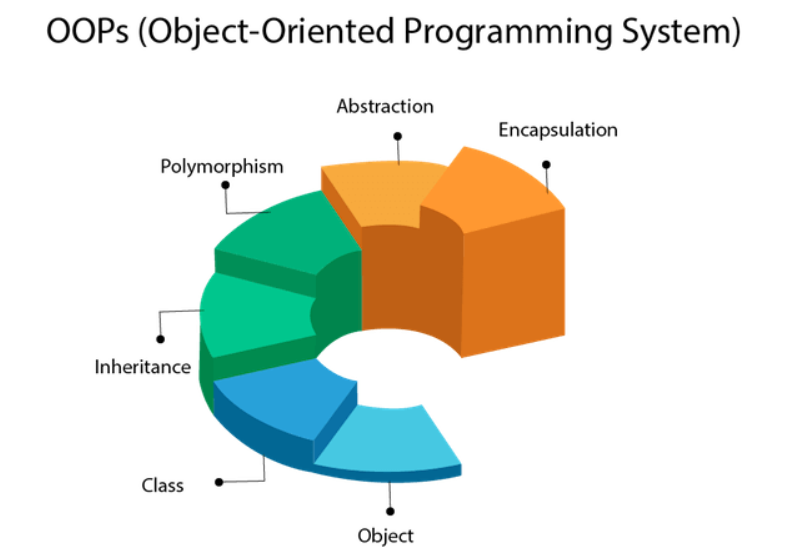 OOPs (Object-Oriented Programming System)
Abstraction
Encapsulation
Polymorphism
Inheritance
Class
Object